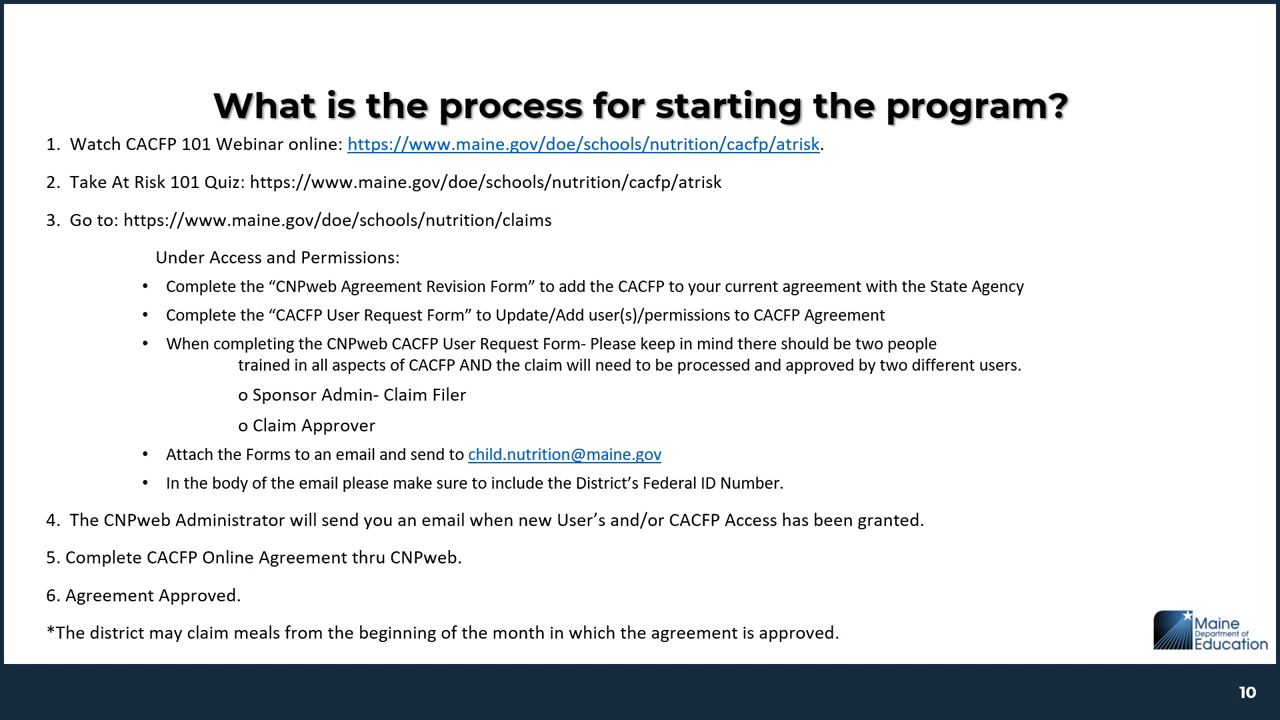 What is the process for starting the program?
1. Watch CACFP 101 Webinar online: https://www.maine.gov/doe/schools/nutrition/cacfp/atrisk.
2. Take At Risk 101 Quiz: https://www.maine.gov/doe/schools/nutrition/cacfp/atrisk
3. Go to: https://www.maine.gov/doe/schools/nutrition/claims
Under Access and Permissions:
• Complete the “CNPweb Agreement Revision Form” to add the CACFP to your current agreement with the State Agency
• Complete the “CACFP User Request Form” to Update/Add user(s)/permissions to CACFP Agreement
• When completing the CNPweb CACFP User Request Form- Please keep in mind there should be two people
trained in all aspects of CACFP AND the claim will need to be processed and approved by two different users.
o Sponsor Admin- Claim Filer
o Claim Approver
• Attach the Forms to an email and send to child.nutrition@maine.gov
• In the body of the email please make sure to include the District’s Federal ID Number.
4. The CNPweb Administrator will send you an email when new User’s and/or CACFP Access has been granted.
5. Complete CACFP Online Agreement thru CNPweb.
6. Agreement Approved.
*The district may claim meals from the beginning of the month in which the agreement is approved.
Maine
Department of
Education
10